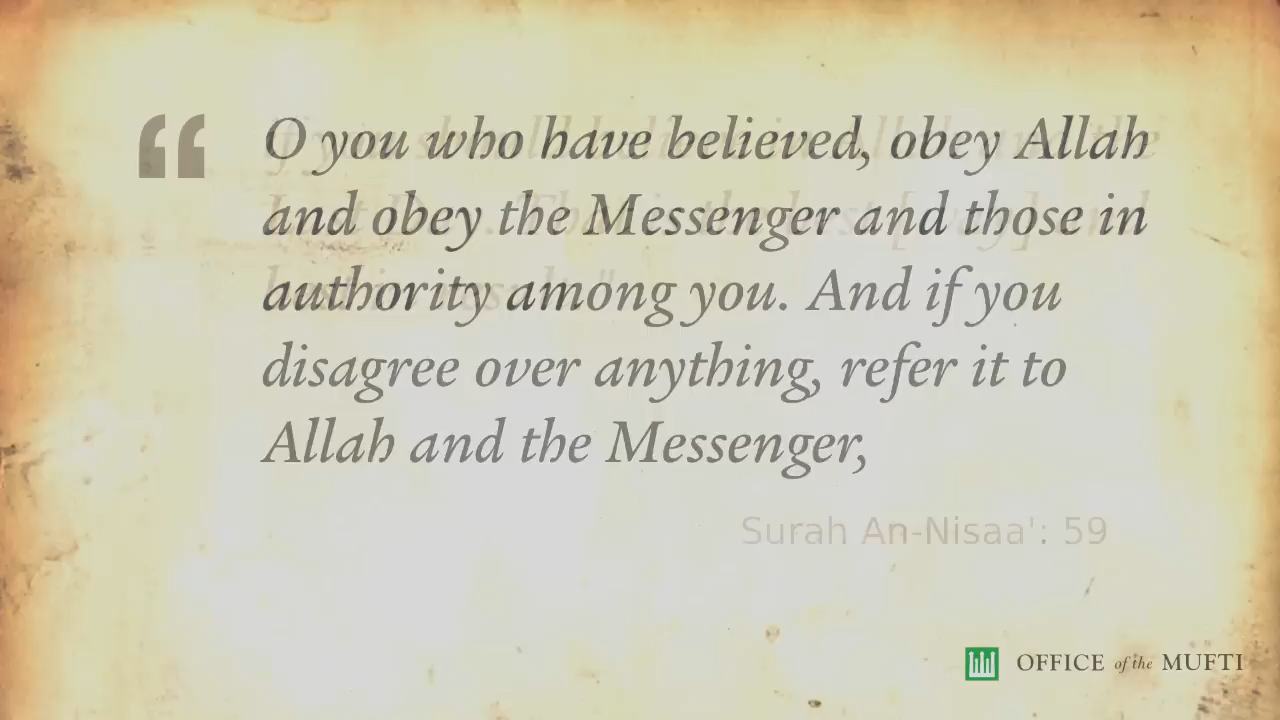 “
O you who have believed, obey Allah
and obey the Messenger and those in
authority among you. And if you
disagree over anything, refer it to
Allah and the Messenger,
Surah An-Nisaa': 59
OFFICE of the MUFTI